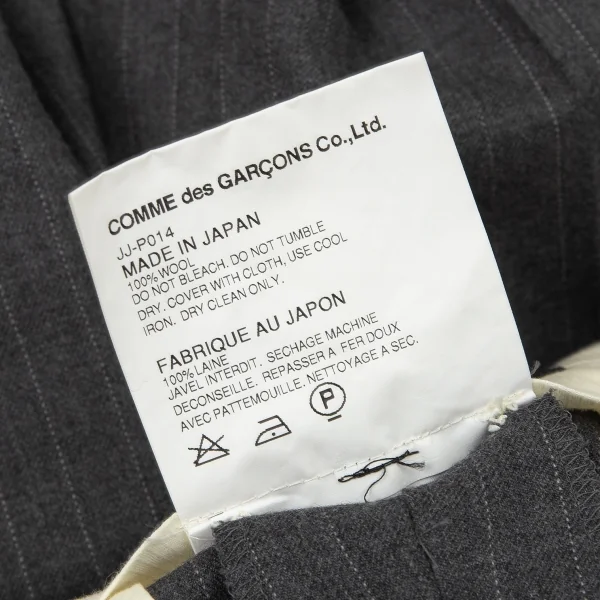 COMME des GARÇONS Co.,Ltd.
JJ-P014
MADE IN JAPAN
100% WOOL
DO NOT BLEACH. DO NOT TUMBLE
DRY. COVER WITH CLOTH, USE COOL
IRON. DRY CLEAN ONLY.
FABRIQUE AU JAPON
100% LAINE
JAVEL INTERDIT. SECHAGE MACHINE
DECONSEILLE. REPASSER A FER DOUX
AVEC PATTEMOUILLE. NETTOYAGE A SEC.
P